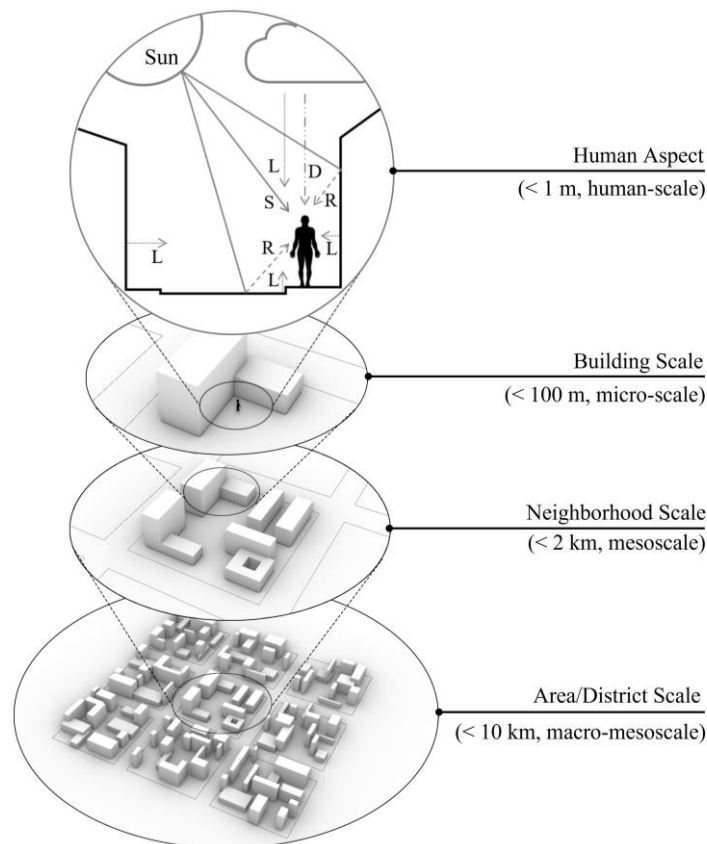 Sun
L
D
S
R
Human Aspect
(< 1 m, human-scale)
L
R
L
L
Building Scale
(< 100 m, micro-scale)
Neighborhood Scale
(< 2 km, mesoscale)
Area/District Scale
(< 10 km, macro-mesoscale)